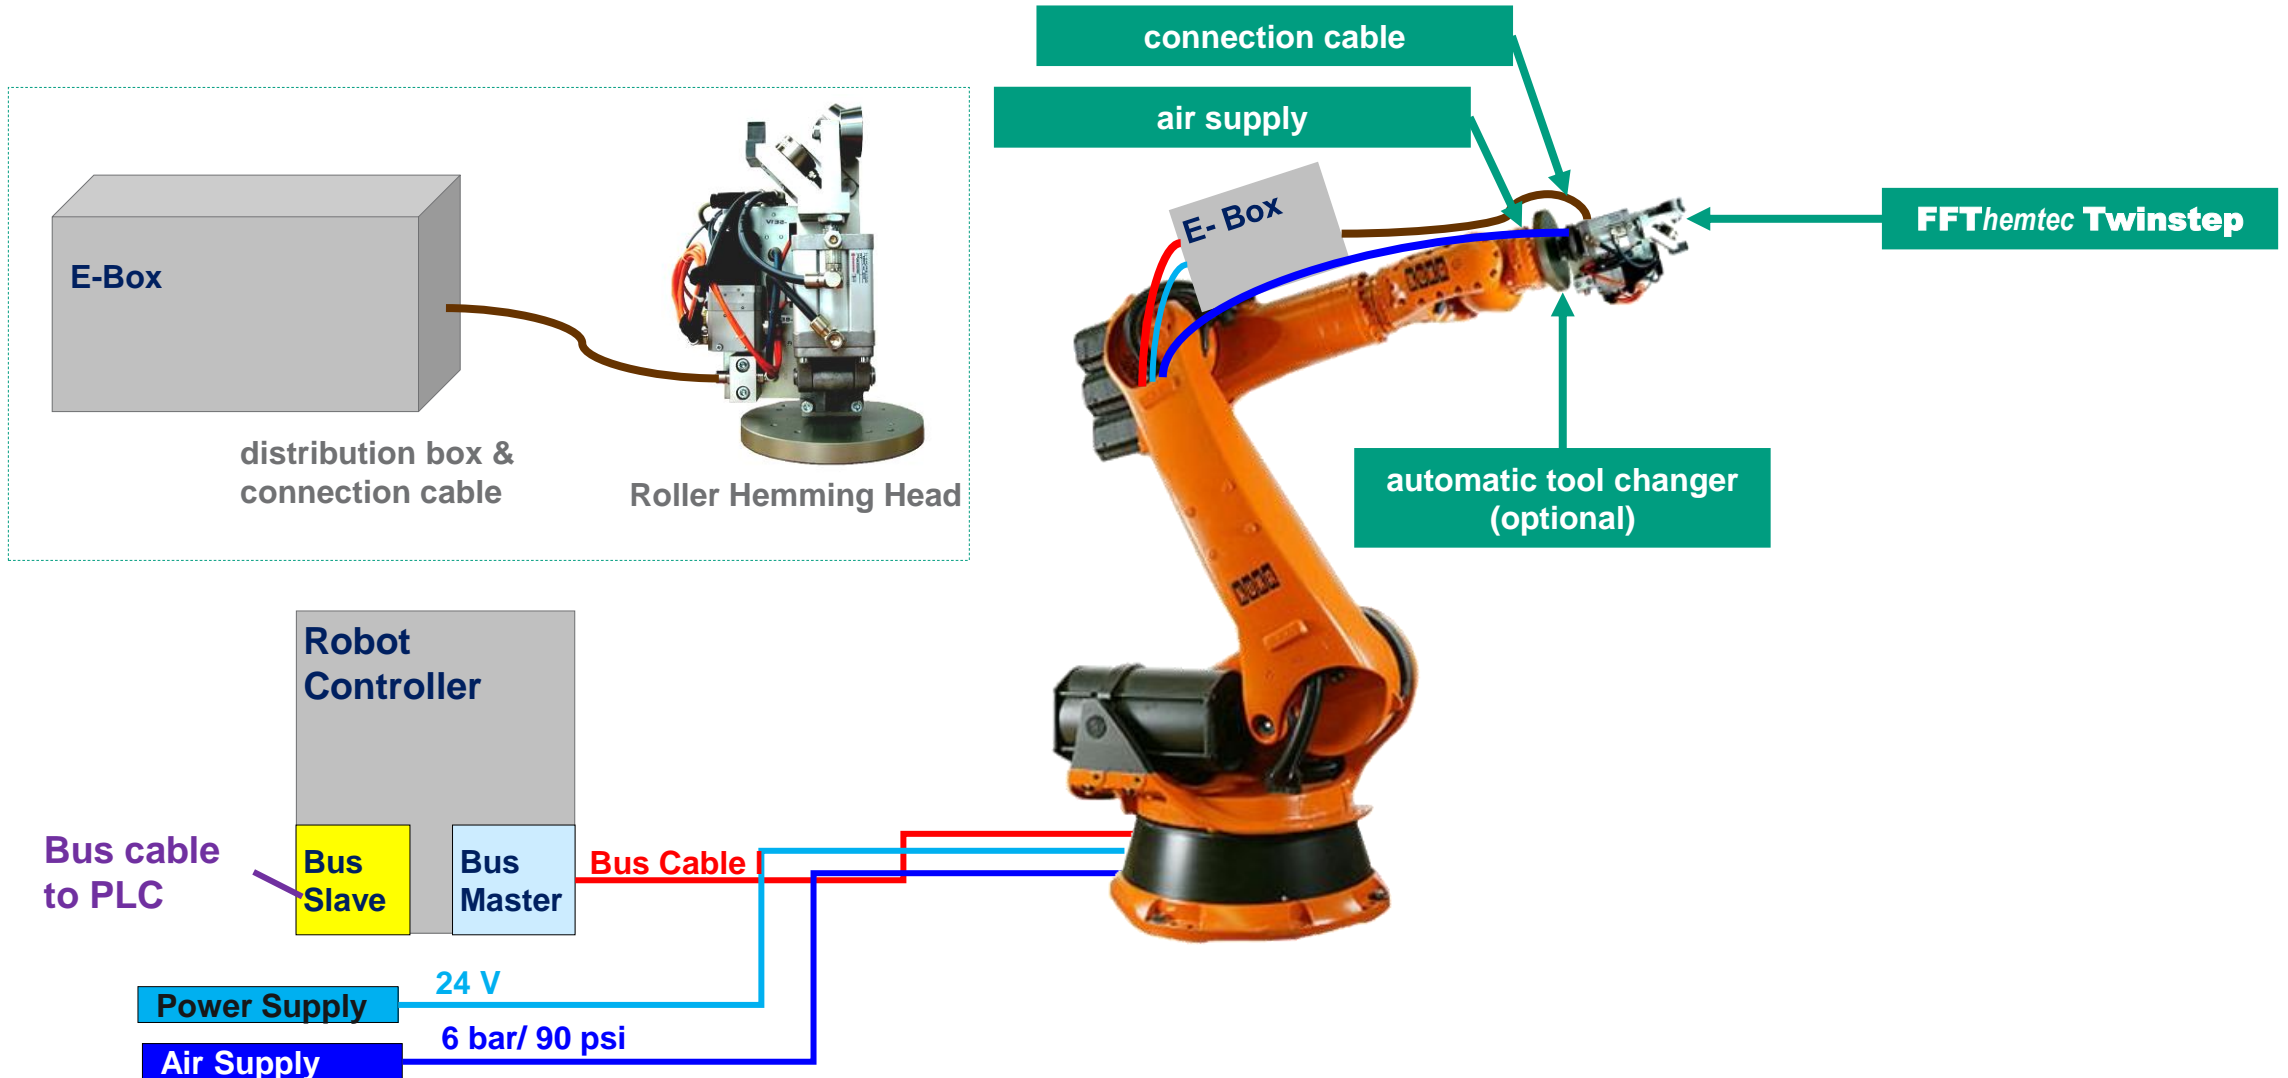 connection cable
air supply
E-Box
distribution box &
connection cable
Roller Hemming Head
E- Box
FFThemtec Twinstep
automatic tool changer
(optional)
Robot
Controller
Bus cable
to PLC
Bus
Slave
Bus
Master
Bus Cable I
Power Supply
24 V
Air Supply
6 bar/ 90 psi